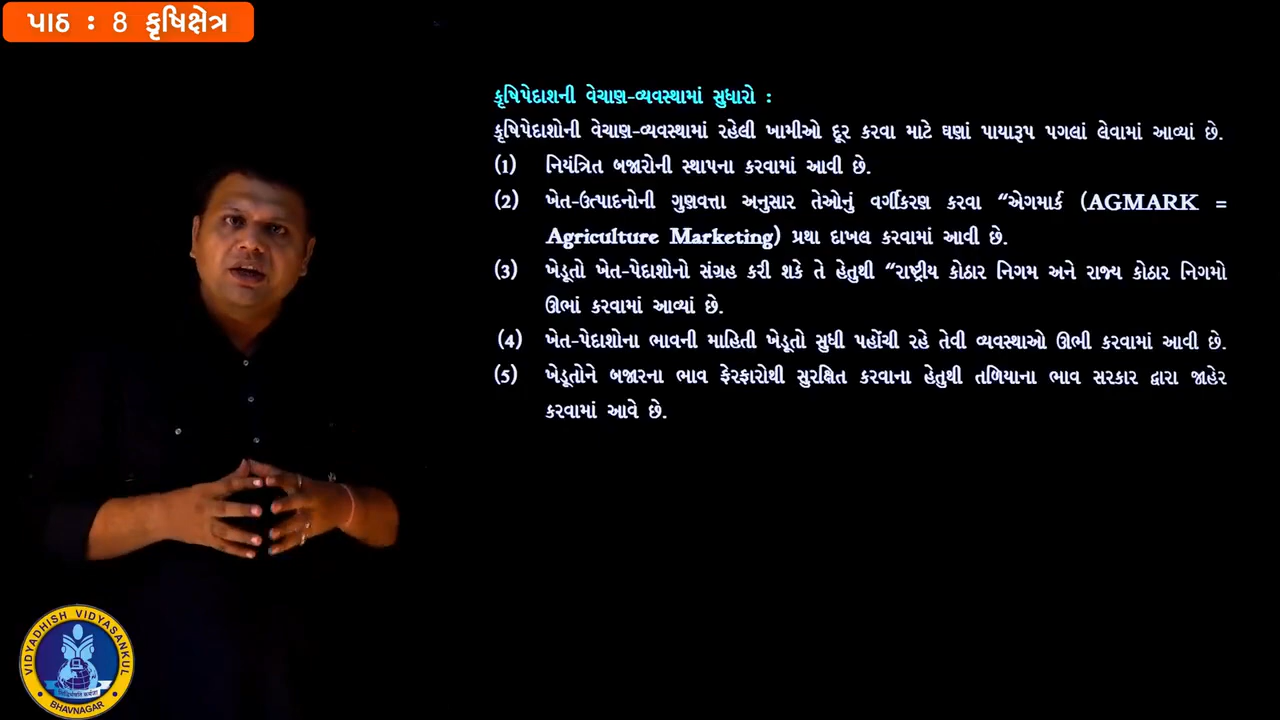 પાઠ : 8 કૃષિક્ષેત્ર
કૃષિપેદાશની વેચાણ-વ્યવસ્થામાં સુધારો :
કૃષિપેદાશોની વેચાણ-વ્યવસ્થામાં રહેલી ખામીઓ દૂર કરવા માટે ઘણાં પાયારૂપ પગલાં લેવામાં આવ્યાં છે.
(1) નિયંત્રિત બજારોની સ્થાપના કરવામાં આવી છે.
(2) ખેત-ઉત્પાદનોની ગુણવત્તા અનુસાર તેઓનું વર્ગીકરણ કરવા “એગમાર્ક (AGMARK =
Agriculture Marketing) પ્રથા દાખલ કરવામાં આવી છે.
(3) ખેડૂતો ખેત-પેદાશોનો સંગ્રહ કરી શકે તે હેતુથી “રાષ્ટ્રીય કોઠાર નિગમ અને રાજ્ય કોઠાર નિગમો
ઊભાં કરવામાં આવ્યાં છે.
(4) ખેત-પેદાશોના ભાવની માહિતી ખેડૂતો સુધી પહોંચી રહે તેવી વ્યવસ્થાઓ ઊભી કરવામાં આવી છે.
(5) ખેડૂતોને બજારના ભાવ ફેરફારોથી સુરક્ષિત કરવાના હેતુથી તળિયાના ભાવ સરકાર દ્વારા જાહેર
કરવામાં આવે છે.
VIDYADHISH VIDYASANKUL
BHAVNAGAR